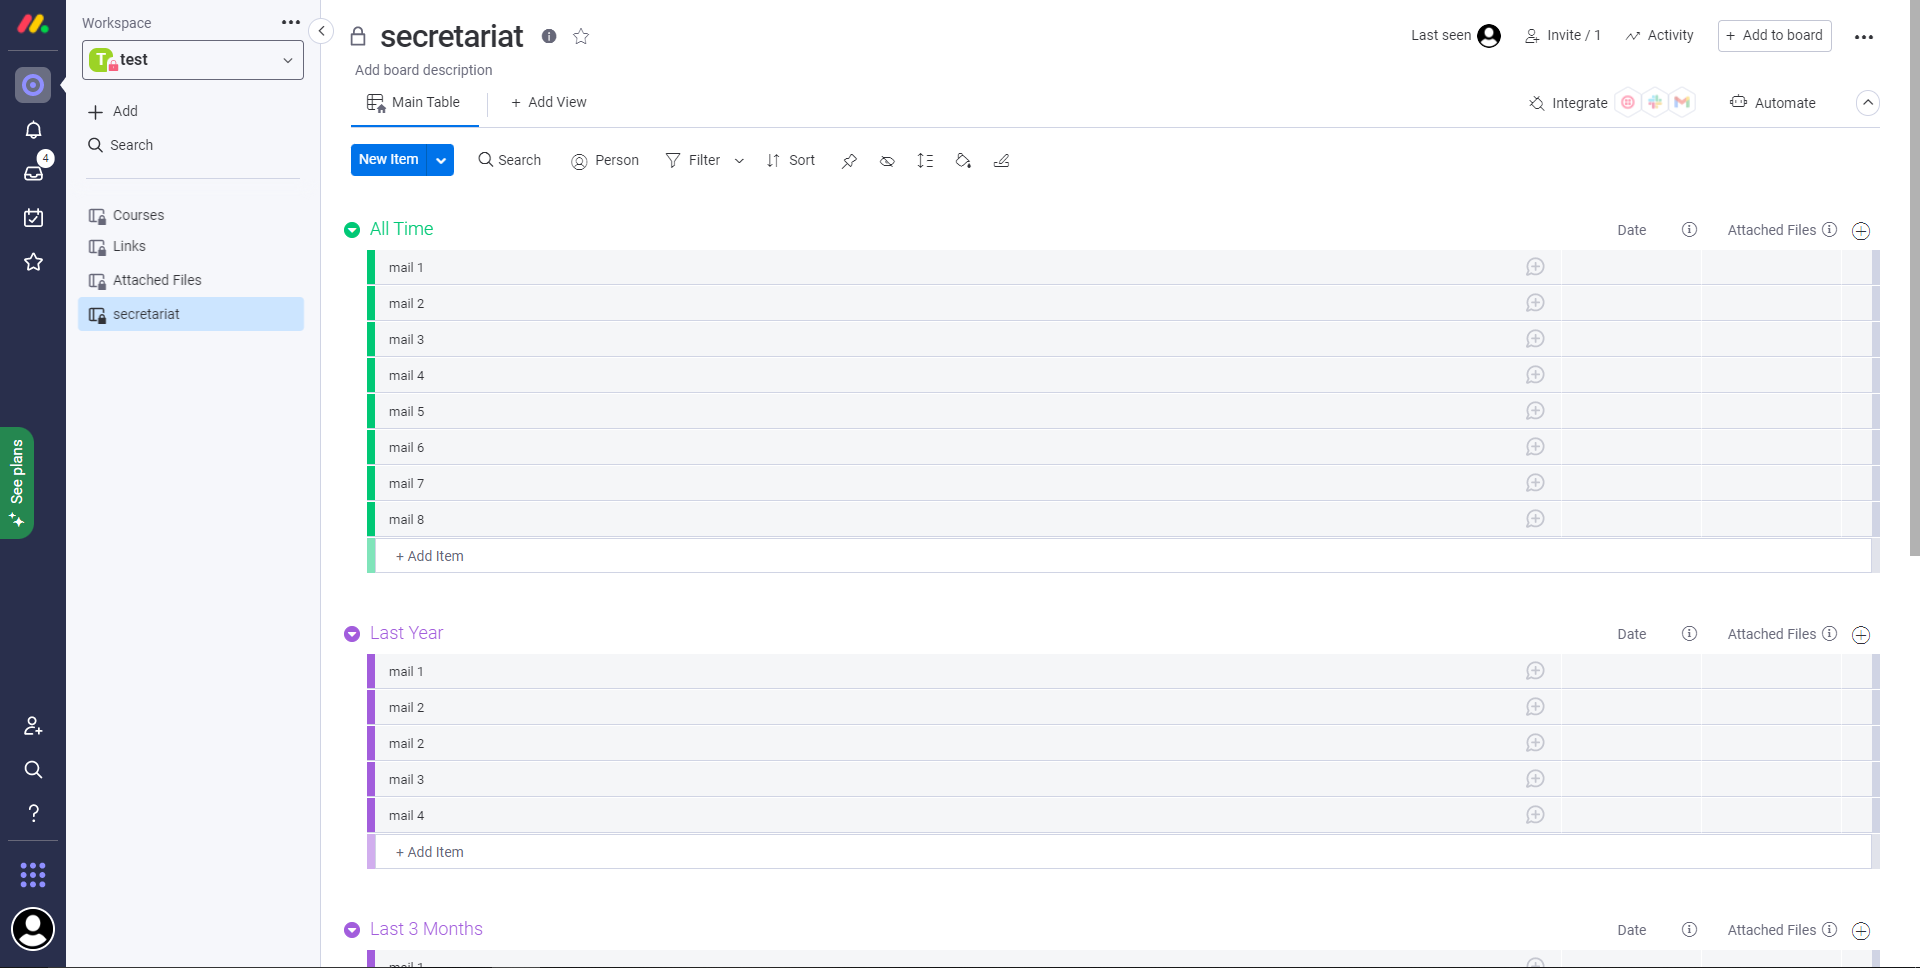 Workspace
T test
Add
Search
Courses
Links
Attached Files
secretariat
4
See plans
secretariat
Last seen
Invite / 1
Activity
+ Add to board
Add board description
Main Table
+ Add View
Integrate
Automate
New Item
Search
Person
Filter
Sort
All Time Date Attached Files
mail 1
mail 2
mail 3
mail 4
mail 5
mail 6
mail 7
mail 8
+ Add Item
Last Year Date Attached Files
mail 1
mail 2
mail 2
mail 3
mail 4
+ Add Item
Last 3 Months Date Attached Files
mail 1